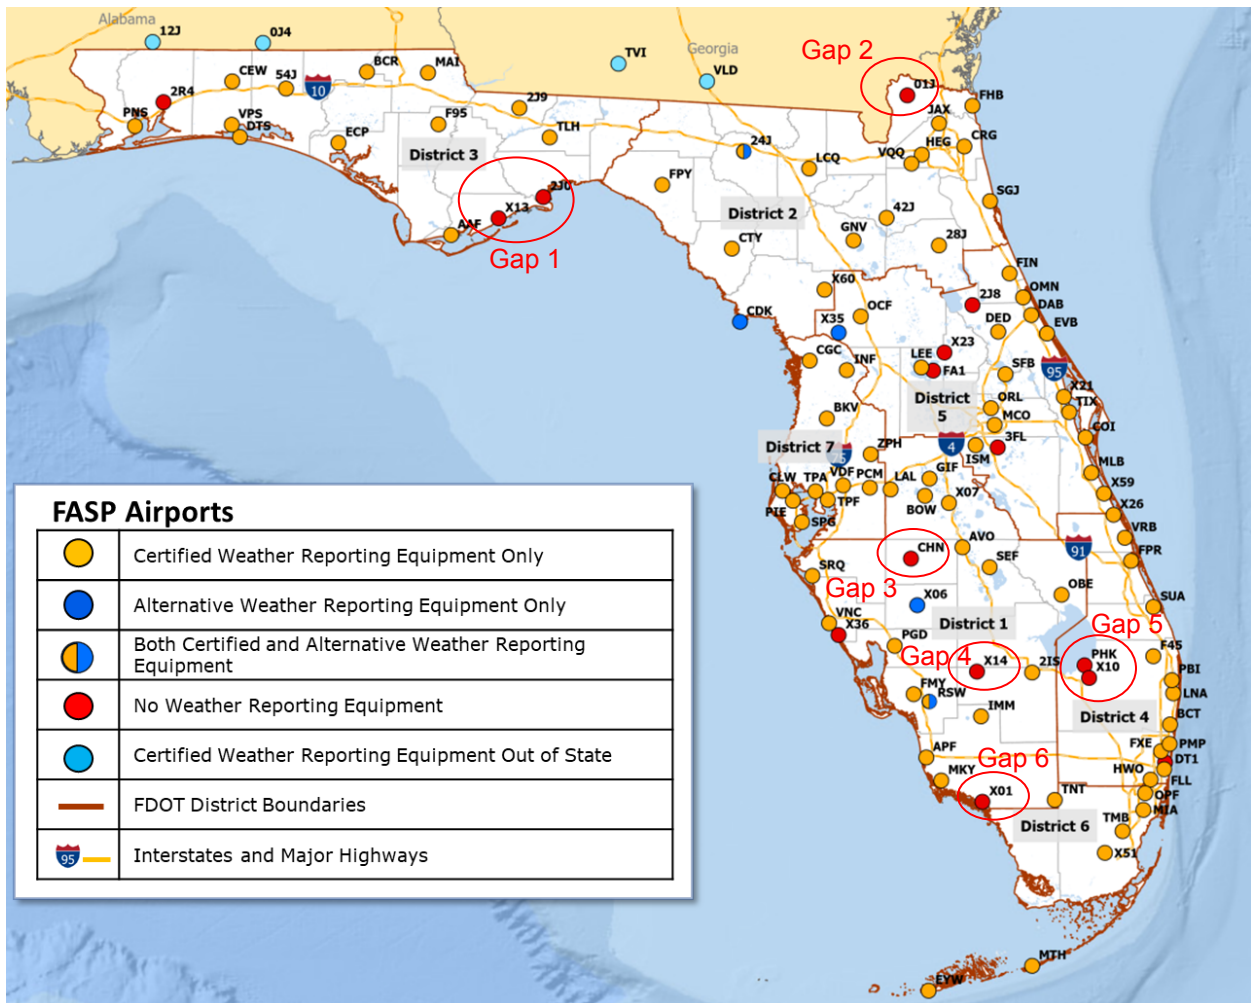 Alabama
12J
0J4
TVI
Georgia
VLD
Gap 2
01J
FHB
BCR
MAI
CEW
54J
10
2R4
PNS
VPS
DTS
ECP
F95
2J9
TLH
District 3
2J0
X13
AAF
Gap 1
24J
LCQ
FPY
District 2
CTY
JAX
CRG
HEG
VQQ
SGJ
42J
GNV
28J
FIN
X60
OCF
CDK
X35
2J8
OMN
DAB
DED
EVB
CGC
INF
X23
LEE
FA1
SFB
95
X21
TIX
District
5
ORL
MCO
COI
BKV
District 7
75
ZPH
4
3FL
ISM
MLB
CLW
TPA
VDF
PCM
LAL
GIF
X07
BOW
X59
X26
PIE
TPF
SPG
VRB
AVO
CHN
SEF
91
FPR
SRQ
Gap 3
X06
OBE
SUA
VNC
X36
District 1
Gap 5
PGD
Gap 4
X14
2IS
PHK
X10
F45
PBI
LNA
FMY
RSW
IMM
District 4
BCT
APF
Gap 6
FXE
PMP
DT1
MKY
X01
TNT
HWO
FLL
OPF
MIA
District 6
TMB
X51
MTH
EYW
FASP Airports
Certified Weather Reporting Equipment Only
Alternative Weather Reporting Equipment Only
Both Certified and Alternative Weather Reporting
Equipment
No Weather Reporting Equipment
Certified Weather Reporting Equipment Out of State
FDOT District Boundaries
95
Interstates and Major Highways